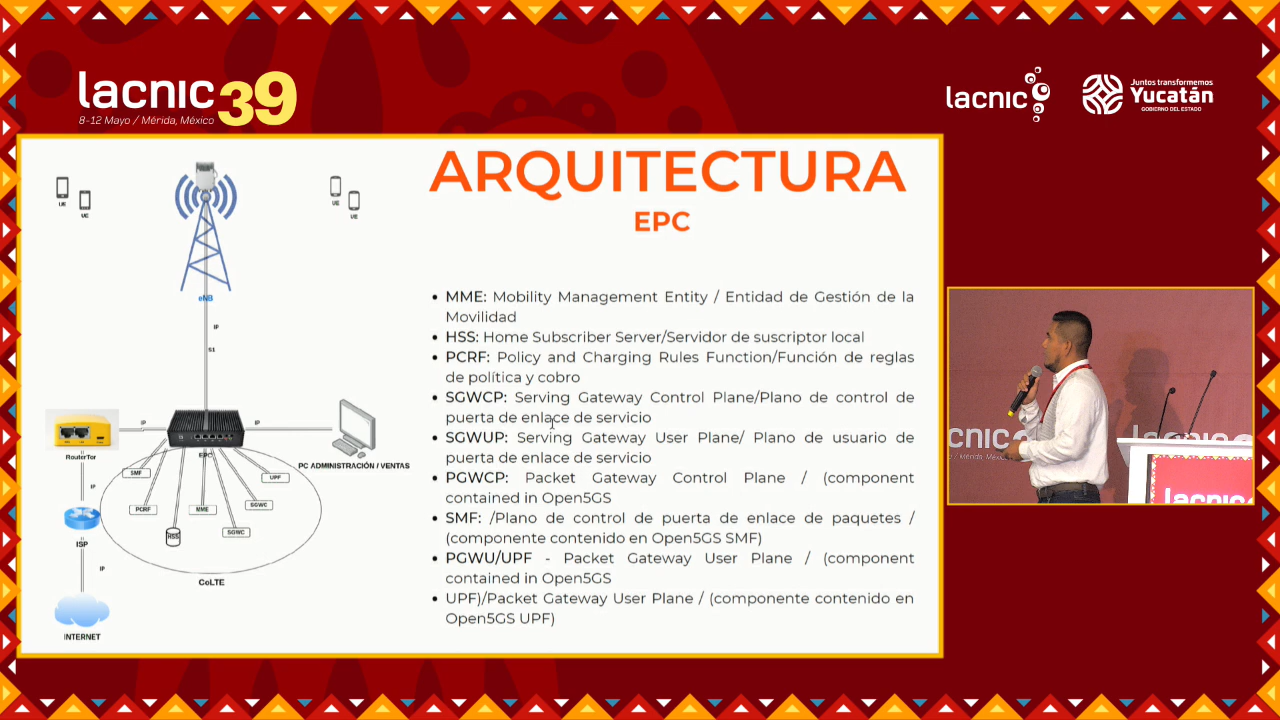 lacnic 39
8-12 Mayo / Mérida, México
lacnic
Juntos transformemos
Yucatán
GOBIERNO DEL ESTADO
ARQUITECTURA
EPC
UE
UE
UE
UE
eNB
IP
S1
IP
IP
RouterTor
EPC
PC ADMINISTRACIÓN / VENTAS
SMF
UPF
IP
PCRF
MME
SGWC
HSS
SGWC
ISP
CoLTE
IP
INTERNET
• MME: Mobility Management Entity / Entidad de Gestión de la
Movilidad
• HSS: Home Subscriber Server/Servidor de suscriptor local
• PCRF: Policy and Charging Rules Function/Función de reglas
de política y cobro
• SGWCP: Serving Gateway Control Plane/Plano de control de
puerta de enlace de servicio
• SGWUP: Serving Gateway User Plane/ Plano de usuario de
puerta de enlace de servicio
• PGWCP: Packet Gateway Control Plane / (component
contained in Open5GS
• SMF: /Plano de control de puerta de enlace de paquetes /
(componente contenido en Open5GS SMF)
• PGWU/UPF - Packet Gateway User Plane / (component
contained in Open5GS
• UPF)/Packet Gateway User Plane / (componente contenido en
Open5GS UPF)
cnic
/ Mérida, México
lacnic